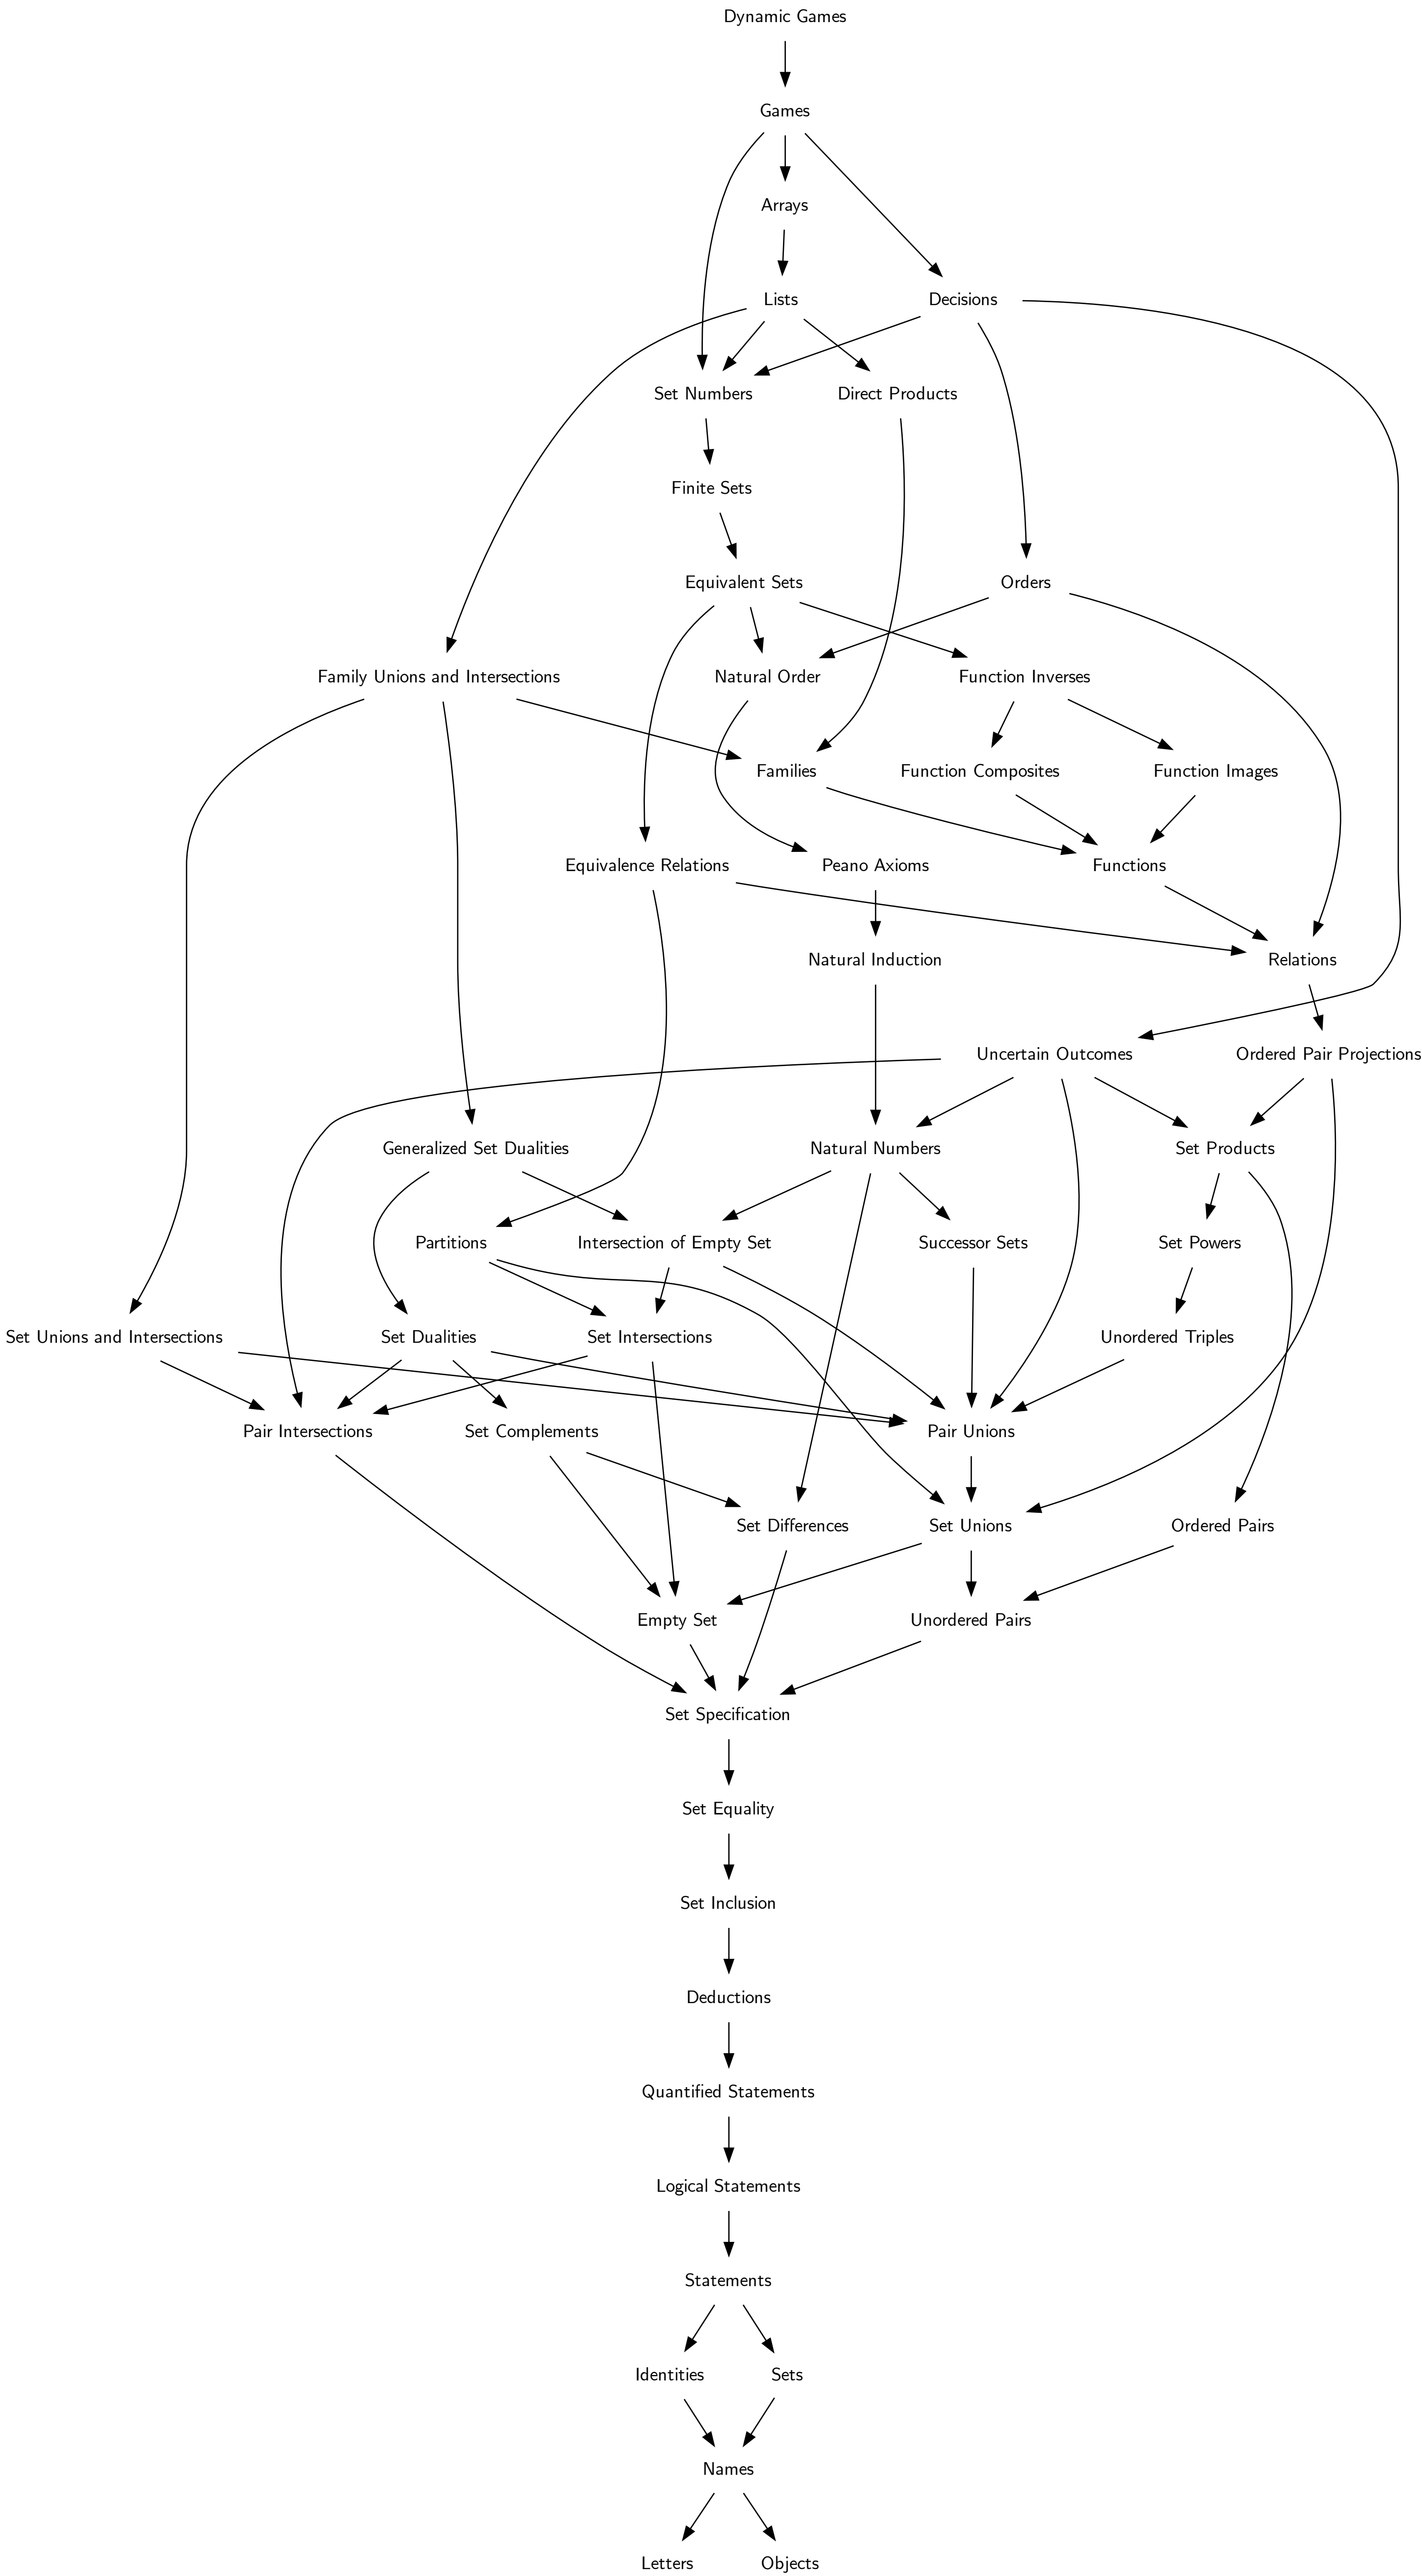 Dynamic Games
Games
Arrays
Lists
Decisions
Set Numbers
Direct Products
Finite Sets
Equivalent Sets
Orders
Family Unions and Intersections
Natural Order
Function Inverses
Families
Function Composites
Function Images
Equivalence Relations
Peano Axioms
Functions
Natural Induction
Relations
Uncertain Outcomes
Ordered Pair Projections
Generalized Set Dualities
Natural Numbers
Set Products
Partitions
Intersection of Empty Set
Successor Sets
Set Powers
Set Unions and Intersections
Set Dualities
Set Intersections
Unordered Triples
Pair Intersections
Set Complements
Pair Unions
Set Differences
Set Unions
Ordered Pairs
Empty Set
Unordered Pairs
Set Specification
Set Equality
Set Inclusion
Deductions
Quantified Statements
Logical Statements
Statements
Identities
Sets
Names
Letters
Objects